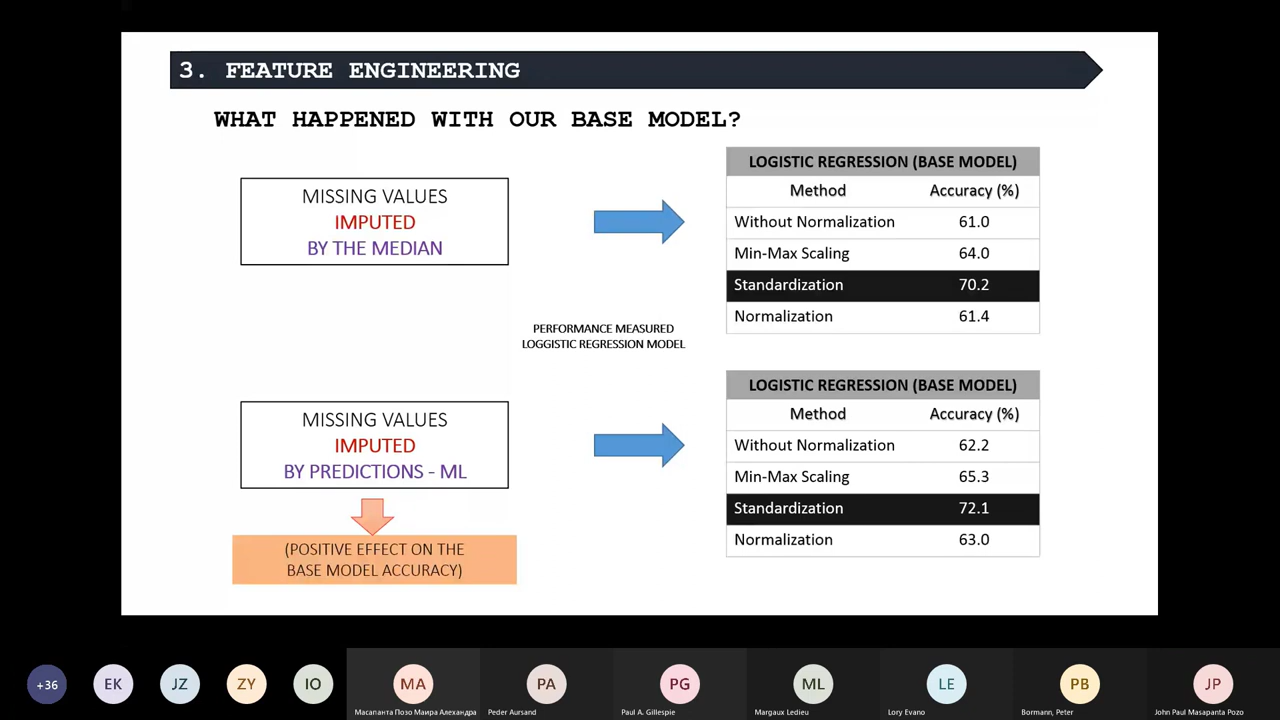 3. FEATURE ENGINEERING
WHAT HAPPENED WITH OUR BASE MODEL?
MISSING VALUES
IMPUTED
BY THE MEDIAN
LOGISTIC REGRESSION (BASE MODEL)
Method Accuracy (%)
Without Normalization 61.0
Min-Max Scaling 64.0
Standardization 70.2
Normalization 61.4
PERFORMANCE MEASURED
LOGGISTIC REGRESSION MODEL
MISSING VALUES
IMPUTED
BY PREDICTIONS - ML
(POSITIVE EFFECT ON THE
BASE MODEL ACCURACY)
LOGISTIC REGRESSION (BASE MODEL)
Method Accuracy (%)
Without Normalization 62.2
Min-Max Scaling 65.3
Standardization 72.1
Normalization 63.0
+36 EK JZ ZY IO MA PA PG ML LE PB JP
Масапанта Позо Маира Алехандра Peder Aursand Paul A. Gillespie Margaux Ledieu Lory Evano Bormann, Peter John Paul Masapanta Pozo